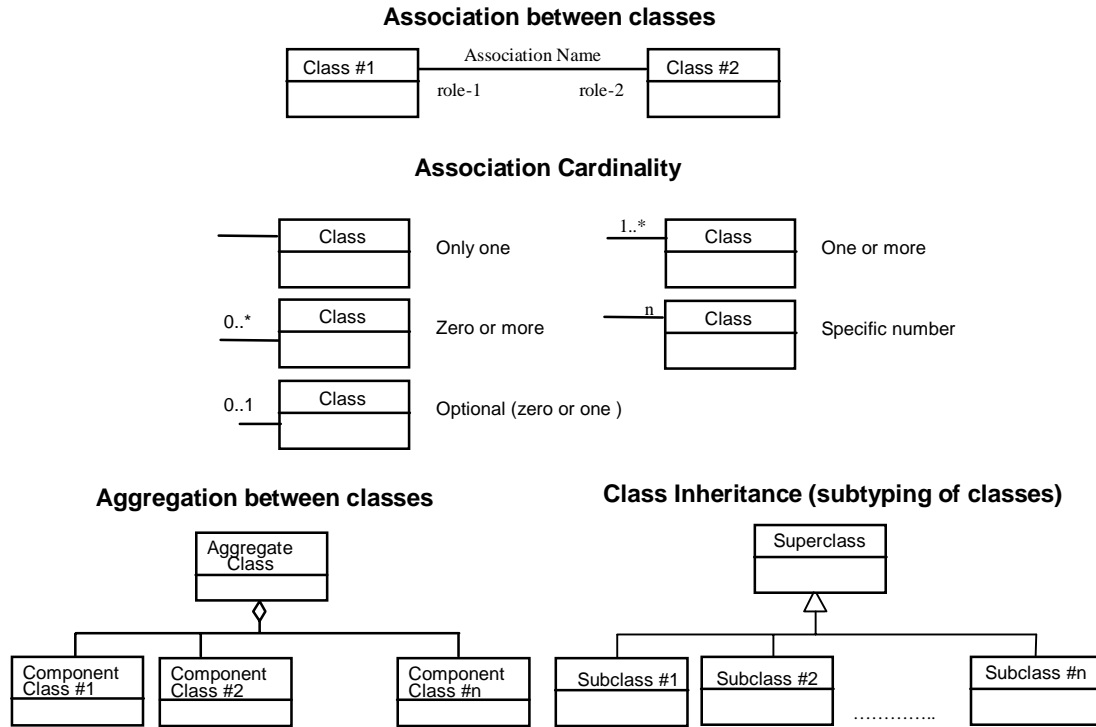 Association between classes
Association Name
Class #1
Class #2
role-1
role-2
Association Cardinality
Class
Only one
1..*
Class
One or more
0..*
Class
Zero or more
n
Class
Specific number
0..1
Class
Optional (zero or one )
Aggregation between classes
Class Inheritance (subtyping of classes)
Aggregate
Class
Superclass
Component
Class #1
Component
Class #2
Component
Class #n
Subclass #1
Subclass #2
…………..
Subclass #n